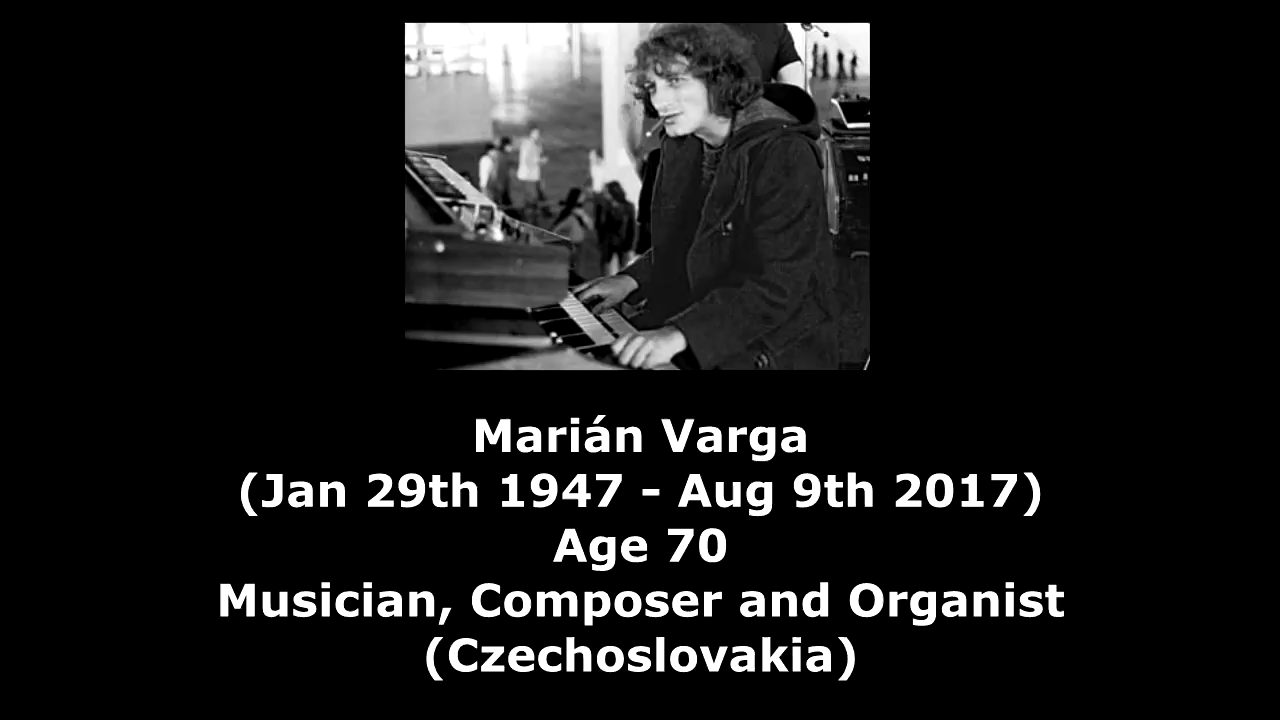 Marián Varga
(Jan 29th 1947 - Aug 9th 2017)
Age 70
Musician, Composer and Organist
(Czechoslovakia)